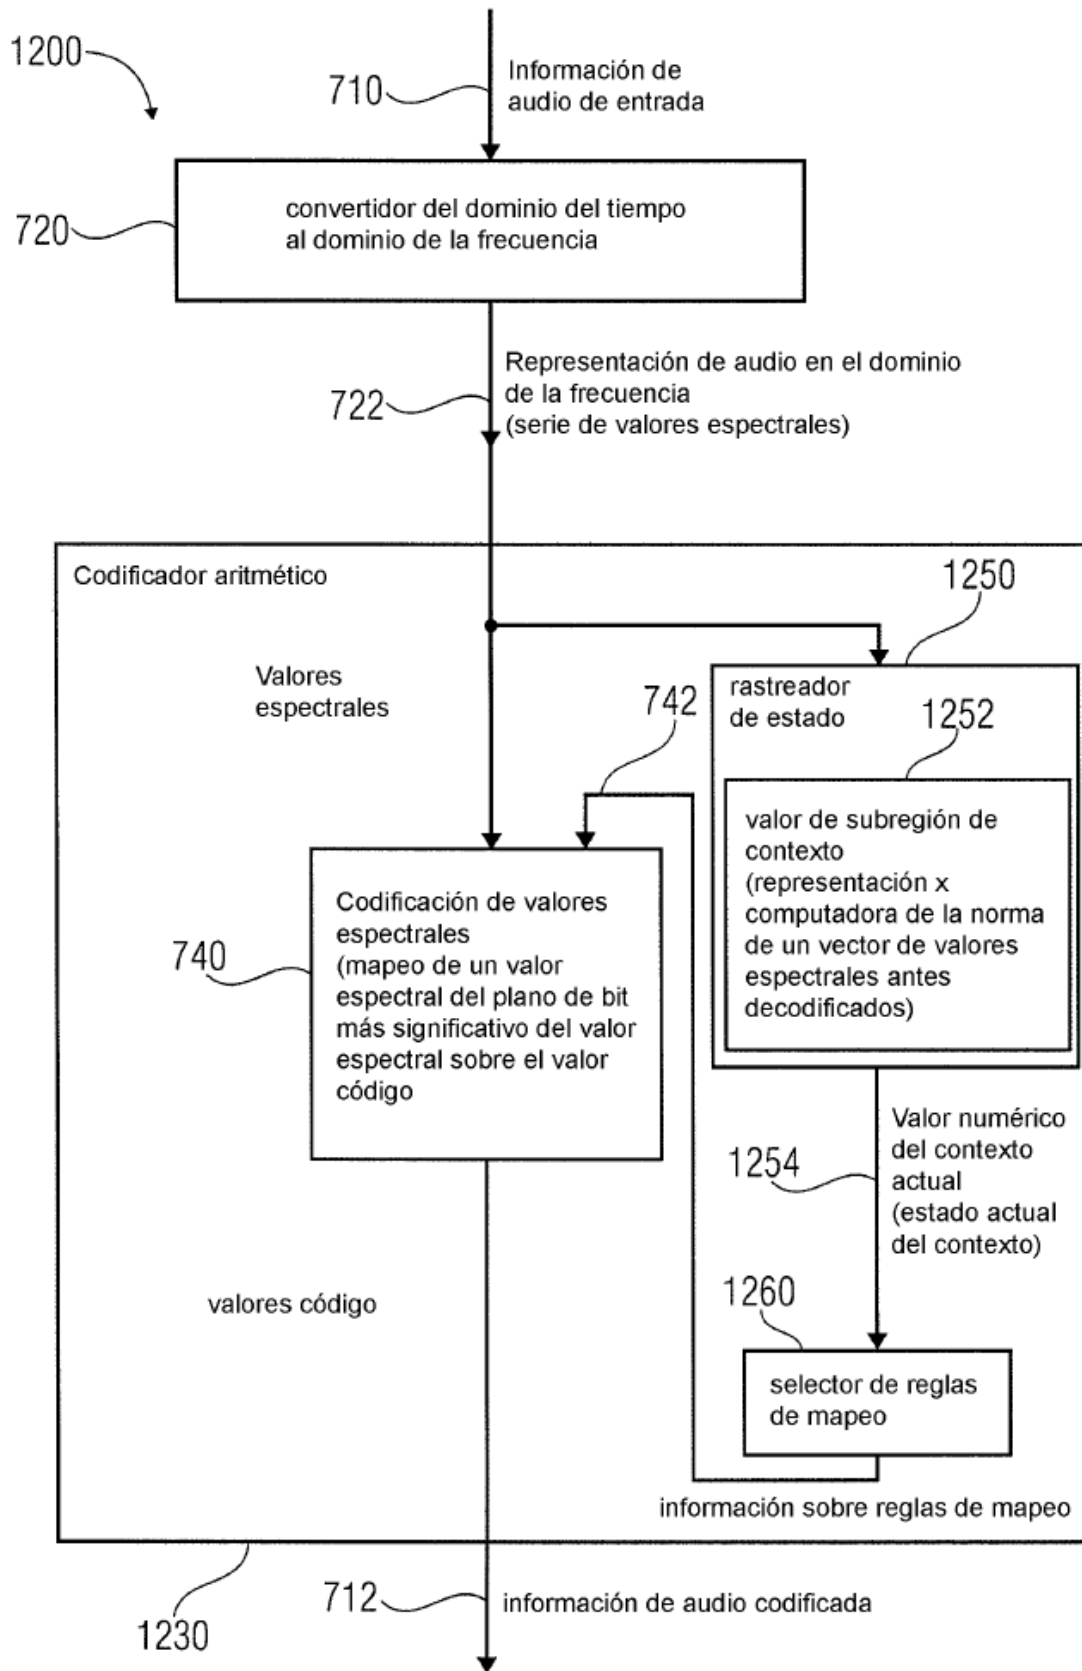 1200
710
Información de
audio de entrada
720
convertidor del dominio del tiempo
al dominio de la frecuencia
722
Representación de audio en el dominio
de la frecuencia
(serie de valores espectrales)
Codificador aritmético
1250
Valores
espectrales
742
rastreador
de estado
1252
valor de subregión de
contexto
(representación x
computadora de la norma
de un vector de valores
espectrales antes
decodificados)
740
Codificación de valores
espectrales
(mapeo de un valor
espectral del plano de bit
más significativo del valor
espectral sobre el valor
código
1254
Valor numérico
del contexto
actual
(estado actual
del contexto)
valores código
1260
selector de reglas
de mapeo
información sobre reglas de mapeo
1230
712
información de audio codificada